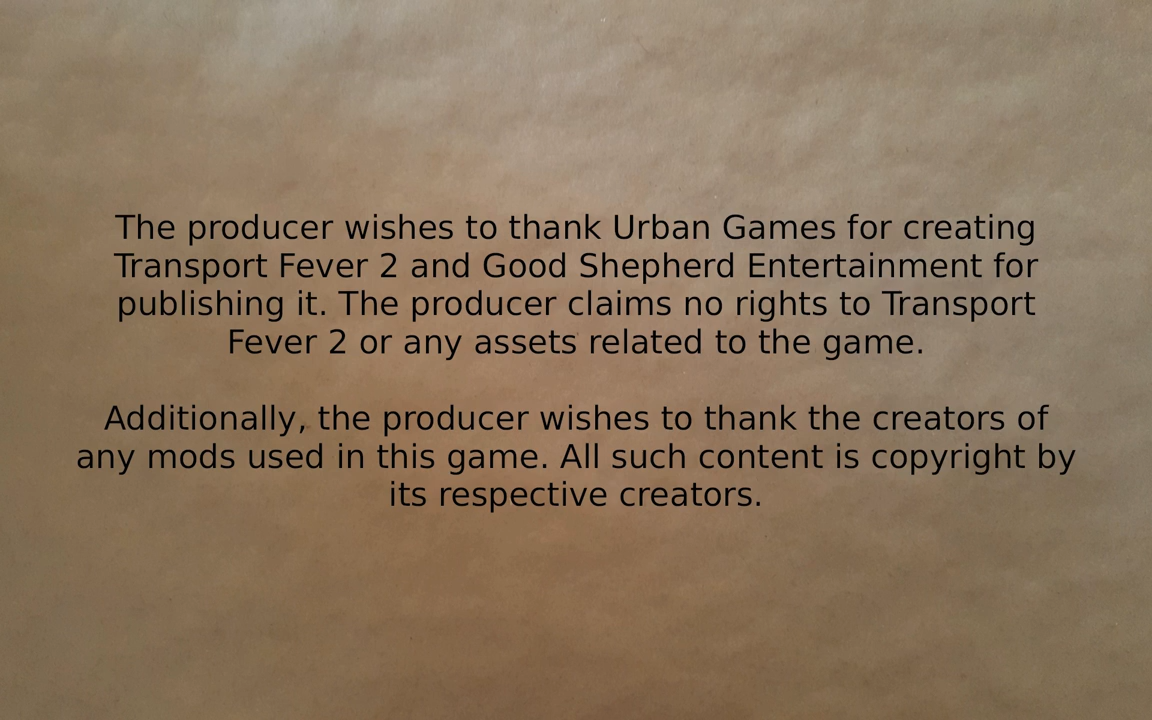 The producer wishes to thank Urban Games for creating
Transport Fever 2 and Good Shepherd Entertainment for
publishing it. The producer claims no rights to Transport
Fever 2 or any assets related to the game.
Additionally, the producer wishes to thank the creators of
any mods used in this game. All such content is copyright by
its respective creators.